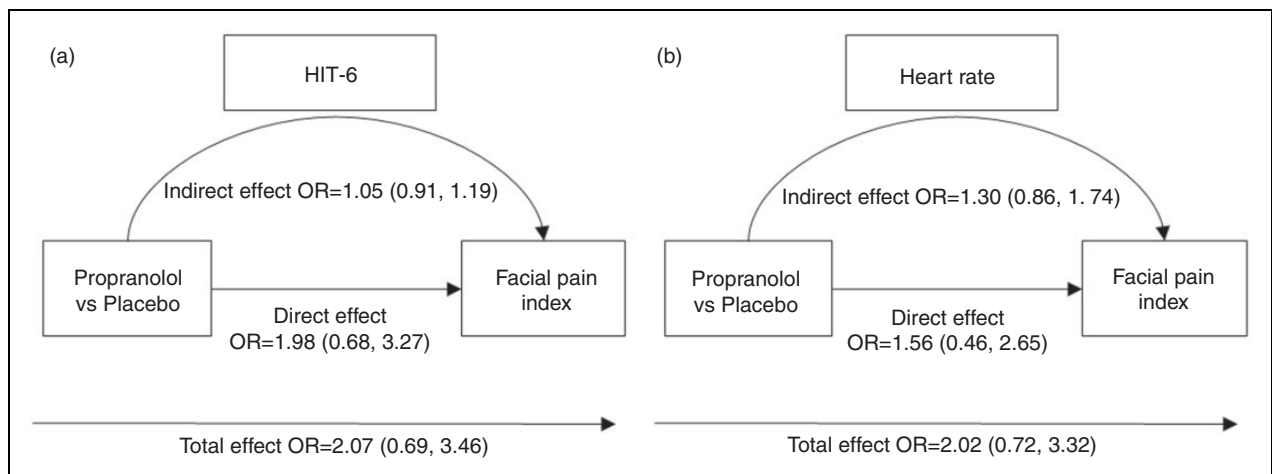 (a)
HIT-6
Indirect effect OR=1.05 (0.91, 1.19)
Propranolol
vs Placebo
Facial pain
index
Direct effect
OR=1.98 (0.68, 3.27)
Total effect OR=2.07 (0.69, 3.46)
(b)
Heart rate
Indirect effect OR=1.30 (0.86, 1. 74)
Propranolol
vs Placebo
Facial pain
index
Direct effect
OR=1.56 (0.46, 2.65)
Total effect OR=2.02 (0.72, 3.32)